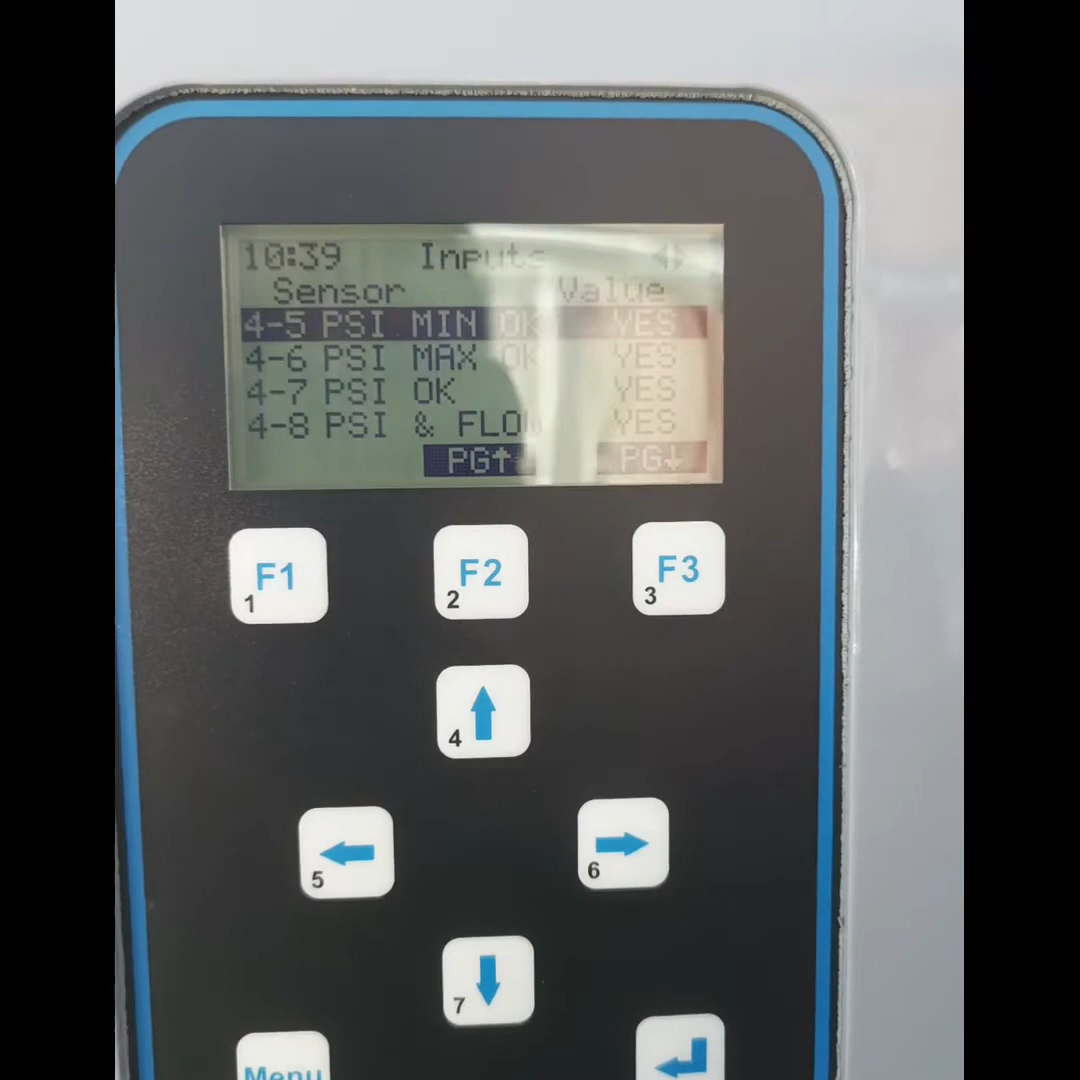 10:39 Inputs
Sensor Value
4-5 PSI MIN OK YES
4-6 PSI MAX OK YES
4-7 PSI OK YES
4-8 PSI & FLOW YES
PG↑ PG↓
F1 F2 F3
1 2 3
4
5 6
7
Menu